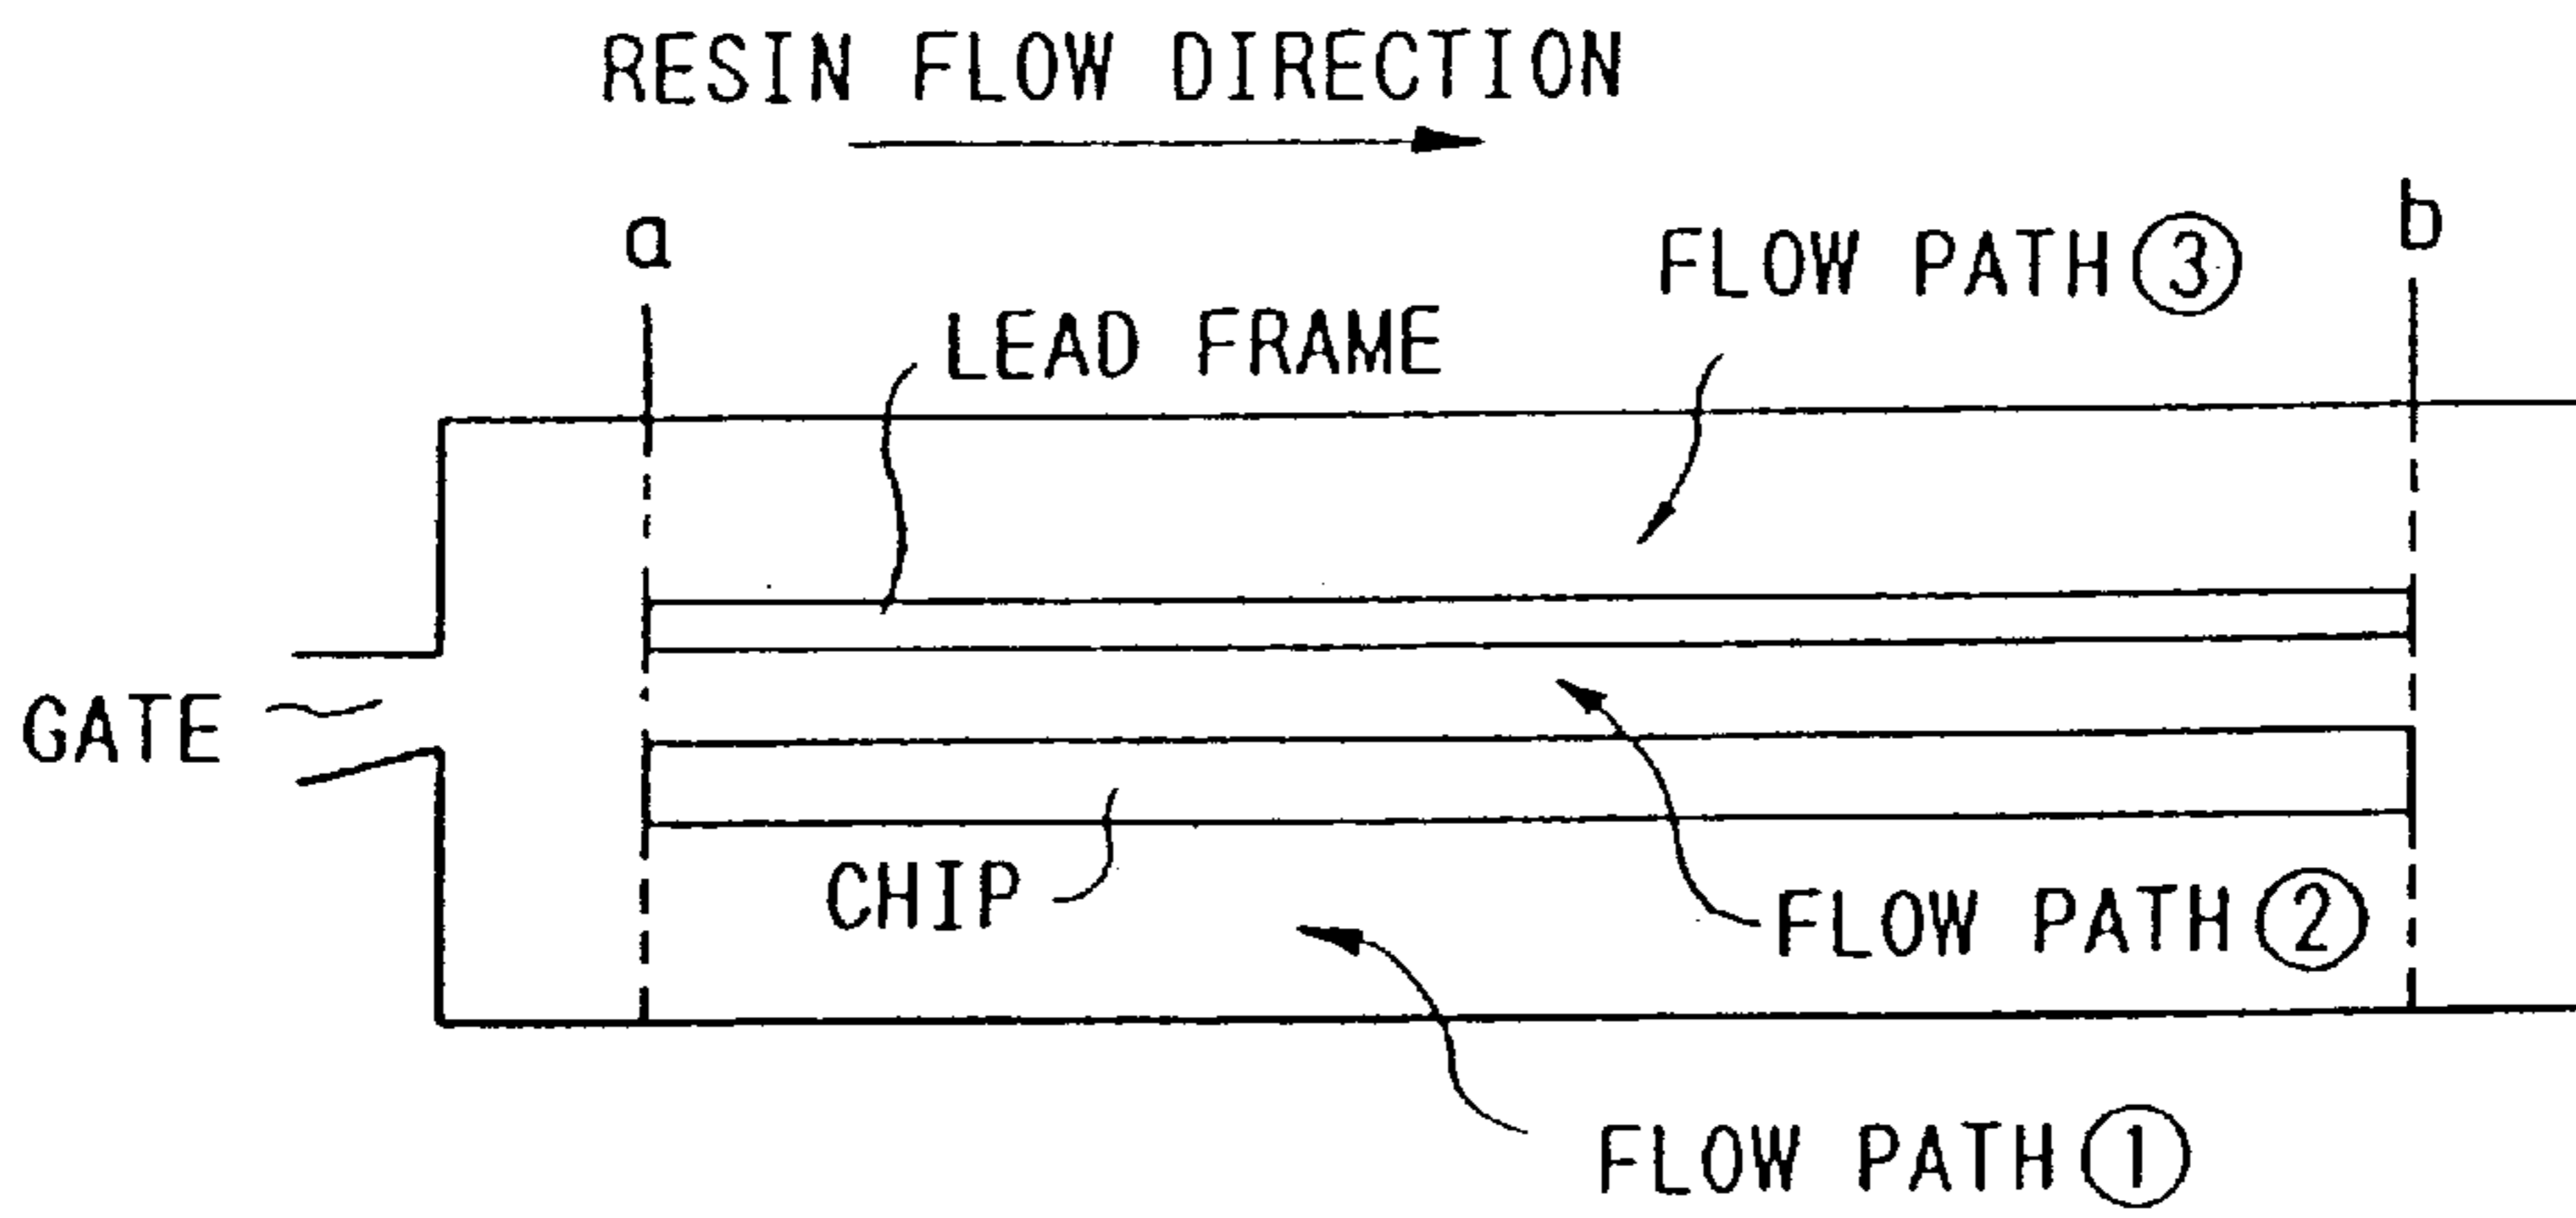 RESIN FLOW DIRECTION
a
b
FLOW PATH ③
LEAD FRAME
GATE
CHIP
FLOW PATH ②
FLOW PATH ①